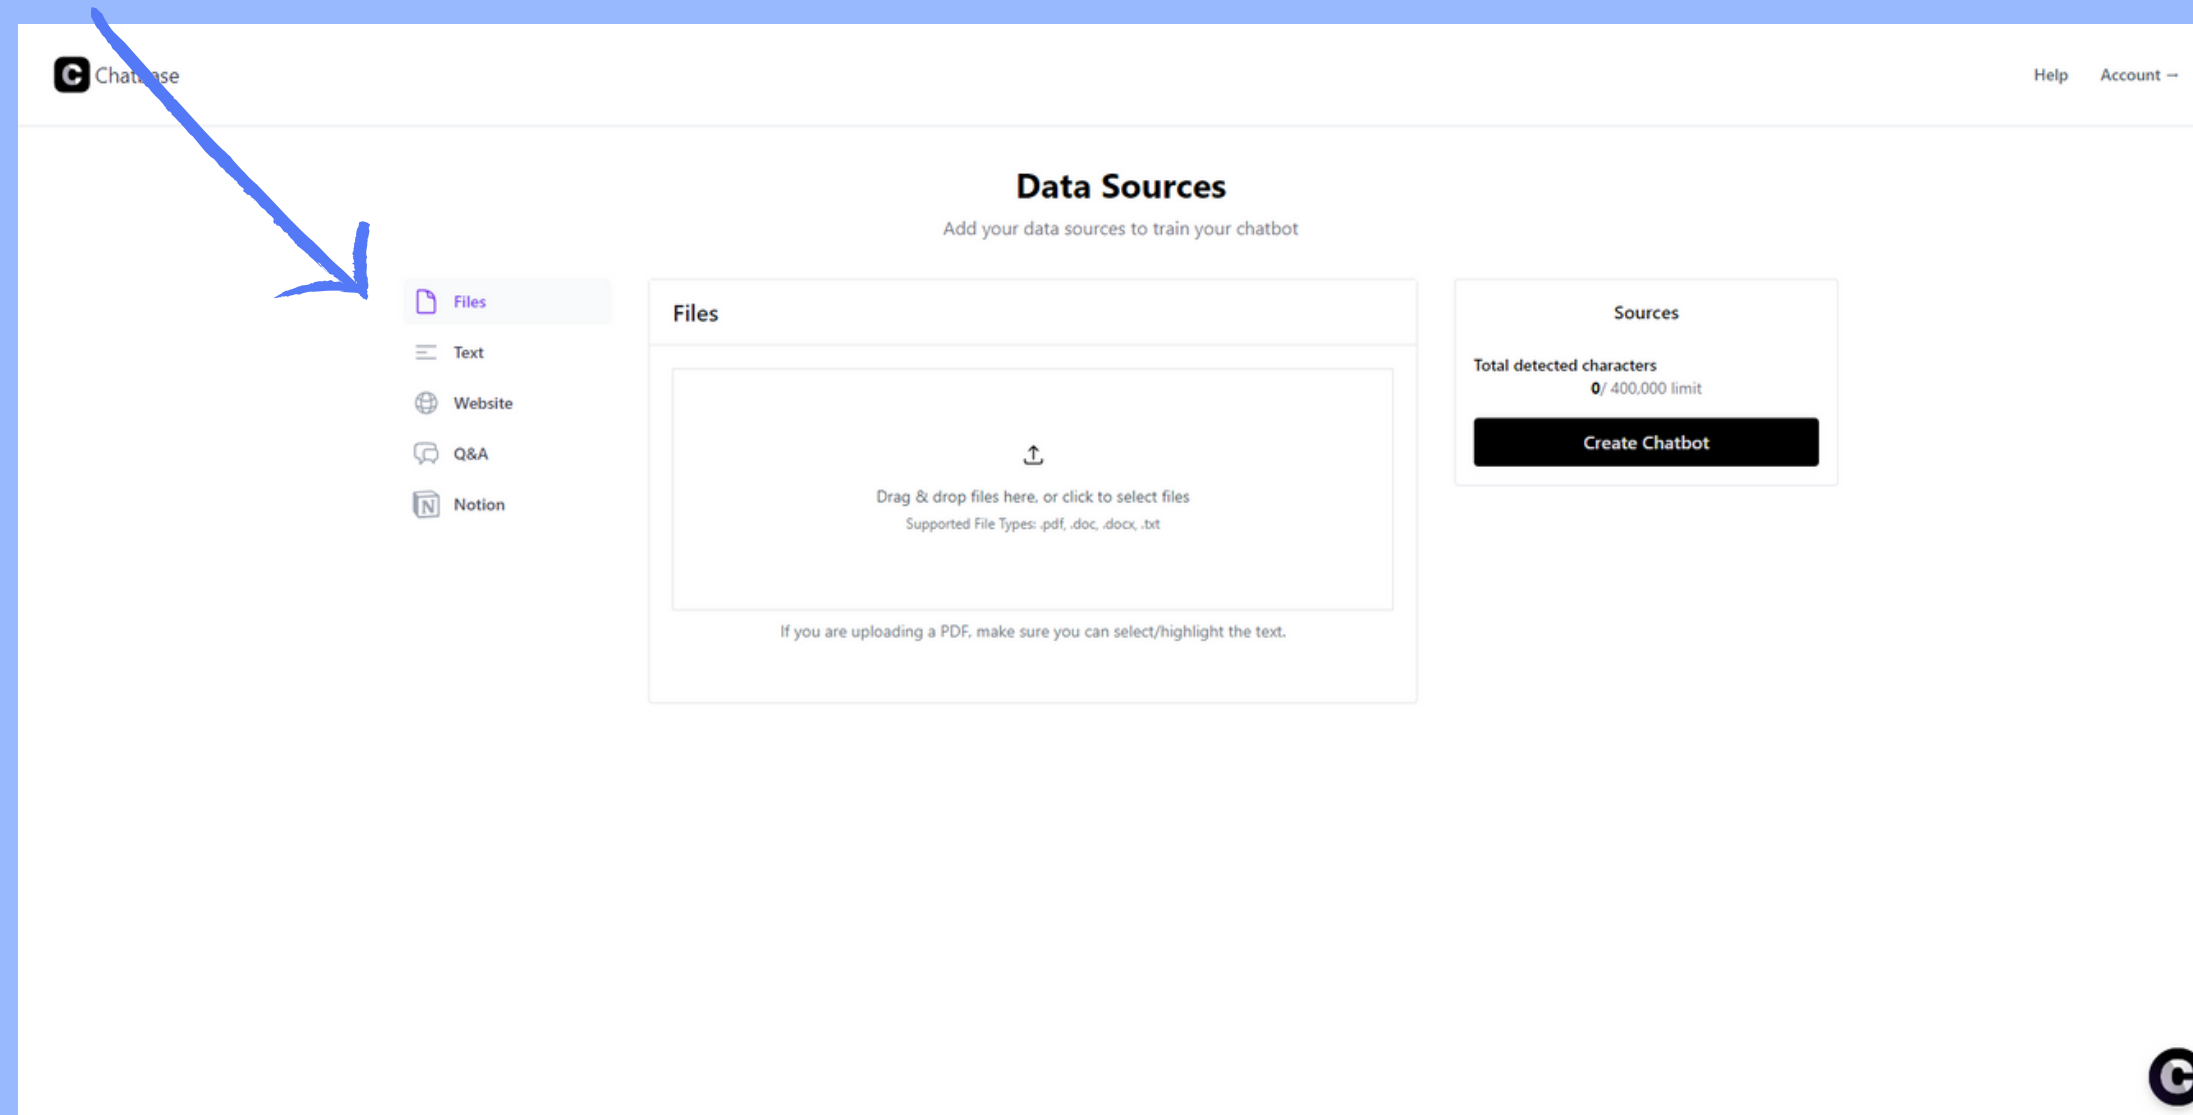 Chatbase
Help
Account →
Data Sources
Add your data sources to train your chatbot
Files
Text
Website
Q&A
Notion
Files
Drag & drop files here, or click to select files
Supported File Types: .pdf, .doc, .docx, .txt
If you are uploading a PDF, make sure you can select/highlight the text.
Sources
Total detected characters
0/ 400,000 limit
Create Chatbot